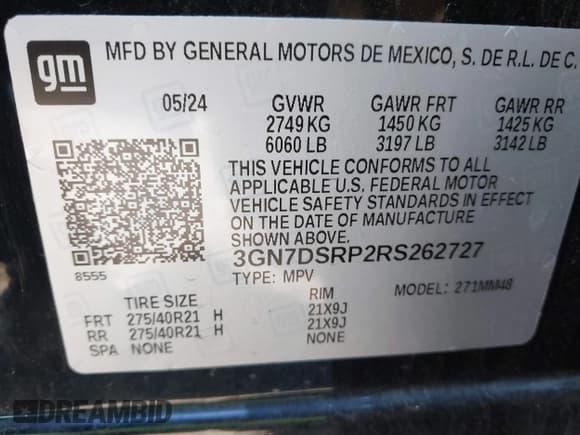 gm
MFD BY GENERAL MOTORS DE MEXICO, S. DE R.L. DE C.
05/24 GVWR GAWR FRT GAWR RR
2749 KG 1450 KG 1425 KG
6060 LB 3197 LB 3142 LB
THIS VEHICLE CONFORMS TO ALL
APPLICABLE U.S. FEDERAL MOTOR
VEHICLE SAFETY STANDARDS IN EFFECT
ON THE DATE OF MANUFACTURE
SHOWN ABOVE.
8555 3GN7DSRP2RS262727
TYPE: MPV MODEL: 271MM48
TIRE SIZE RIM
FRT 275/40R21 H 21X9J
RR 275/40R21 H 21X9J
SPA NONE NONE
DREAMBID